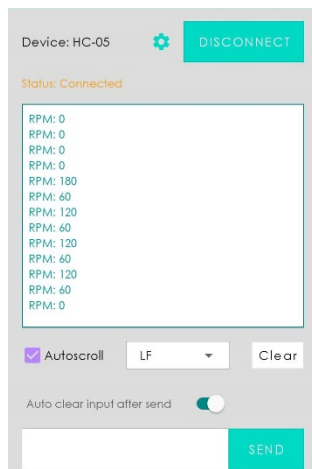 Device: HC-05
DISCONNECT
Status: Connected
RPM: 0
RPM: 0
RPM: 0
RPM: 0
RPM: 180
RPM: 60
RPM: 120
RPM: 60
RPM: 120
RPM: 60
RPM: 120
RPM: 60
RPM: 0
Autoscroll
LF
Clear
Auto clear input after send
SEND